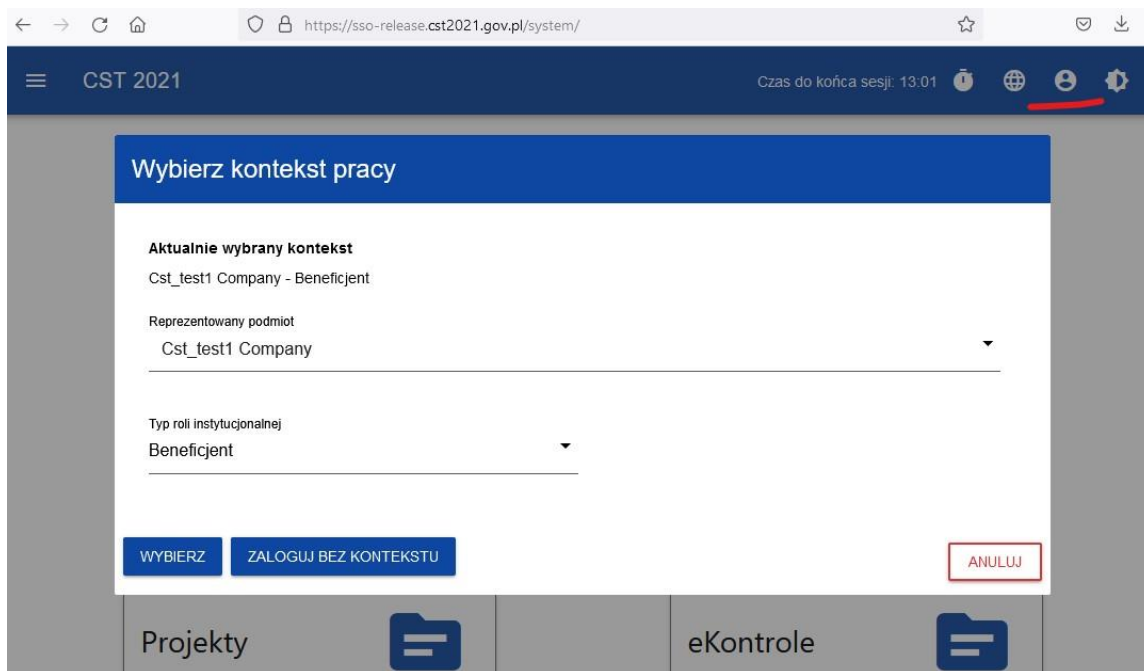 https://sso-release.cst2021.gov.pl/system/
CST 2021
Czas do końca sesji: 13:01
Wybierz kontekst pracy
Aktualnie wybrany kontekst
Cst_test1 Company - Beneficjent
Reprezentowany podmiot
Cst_test1 Company
Typ roli instytucjonalnej
Beneficjent
WYBIERZ
ZALOGUJ BEZ KONTEKSTU
ANULUJ
Projekty
eKontrole